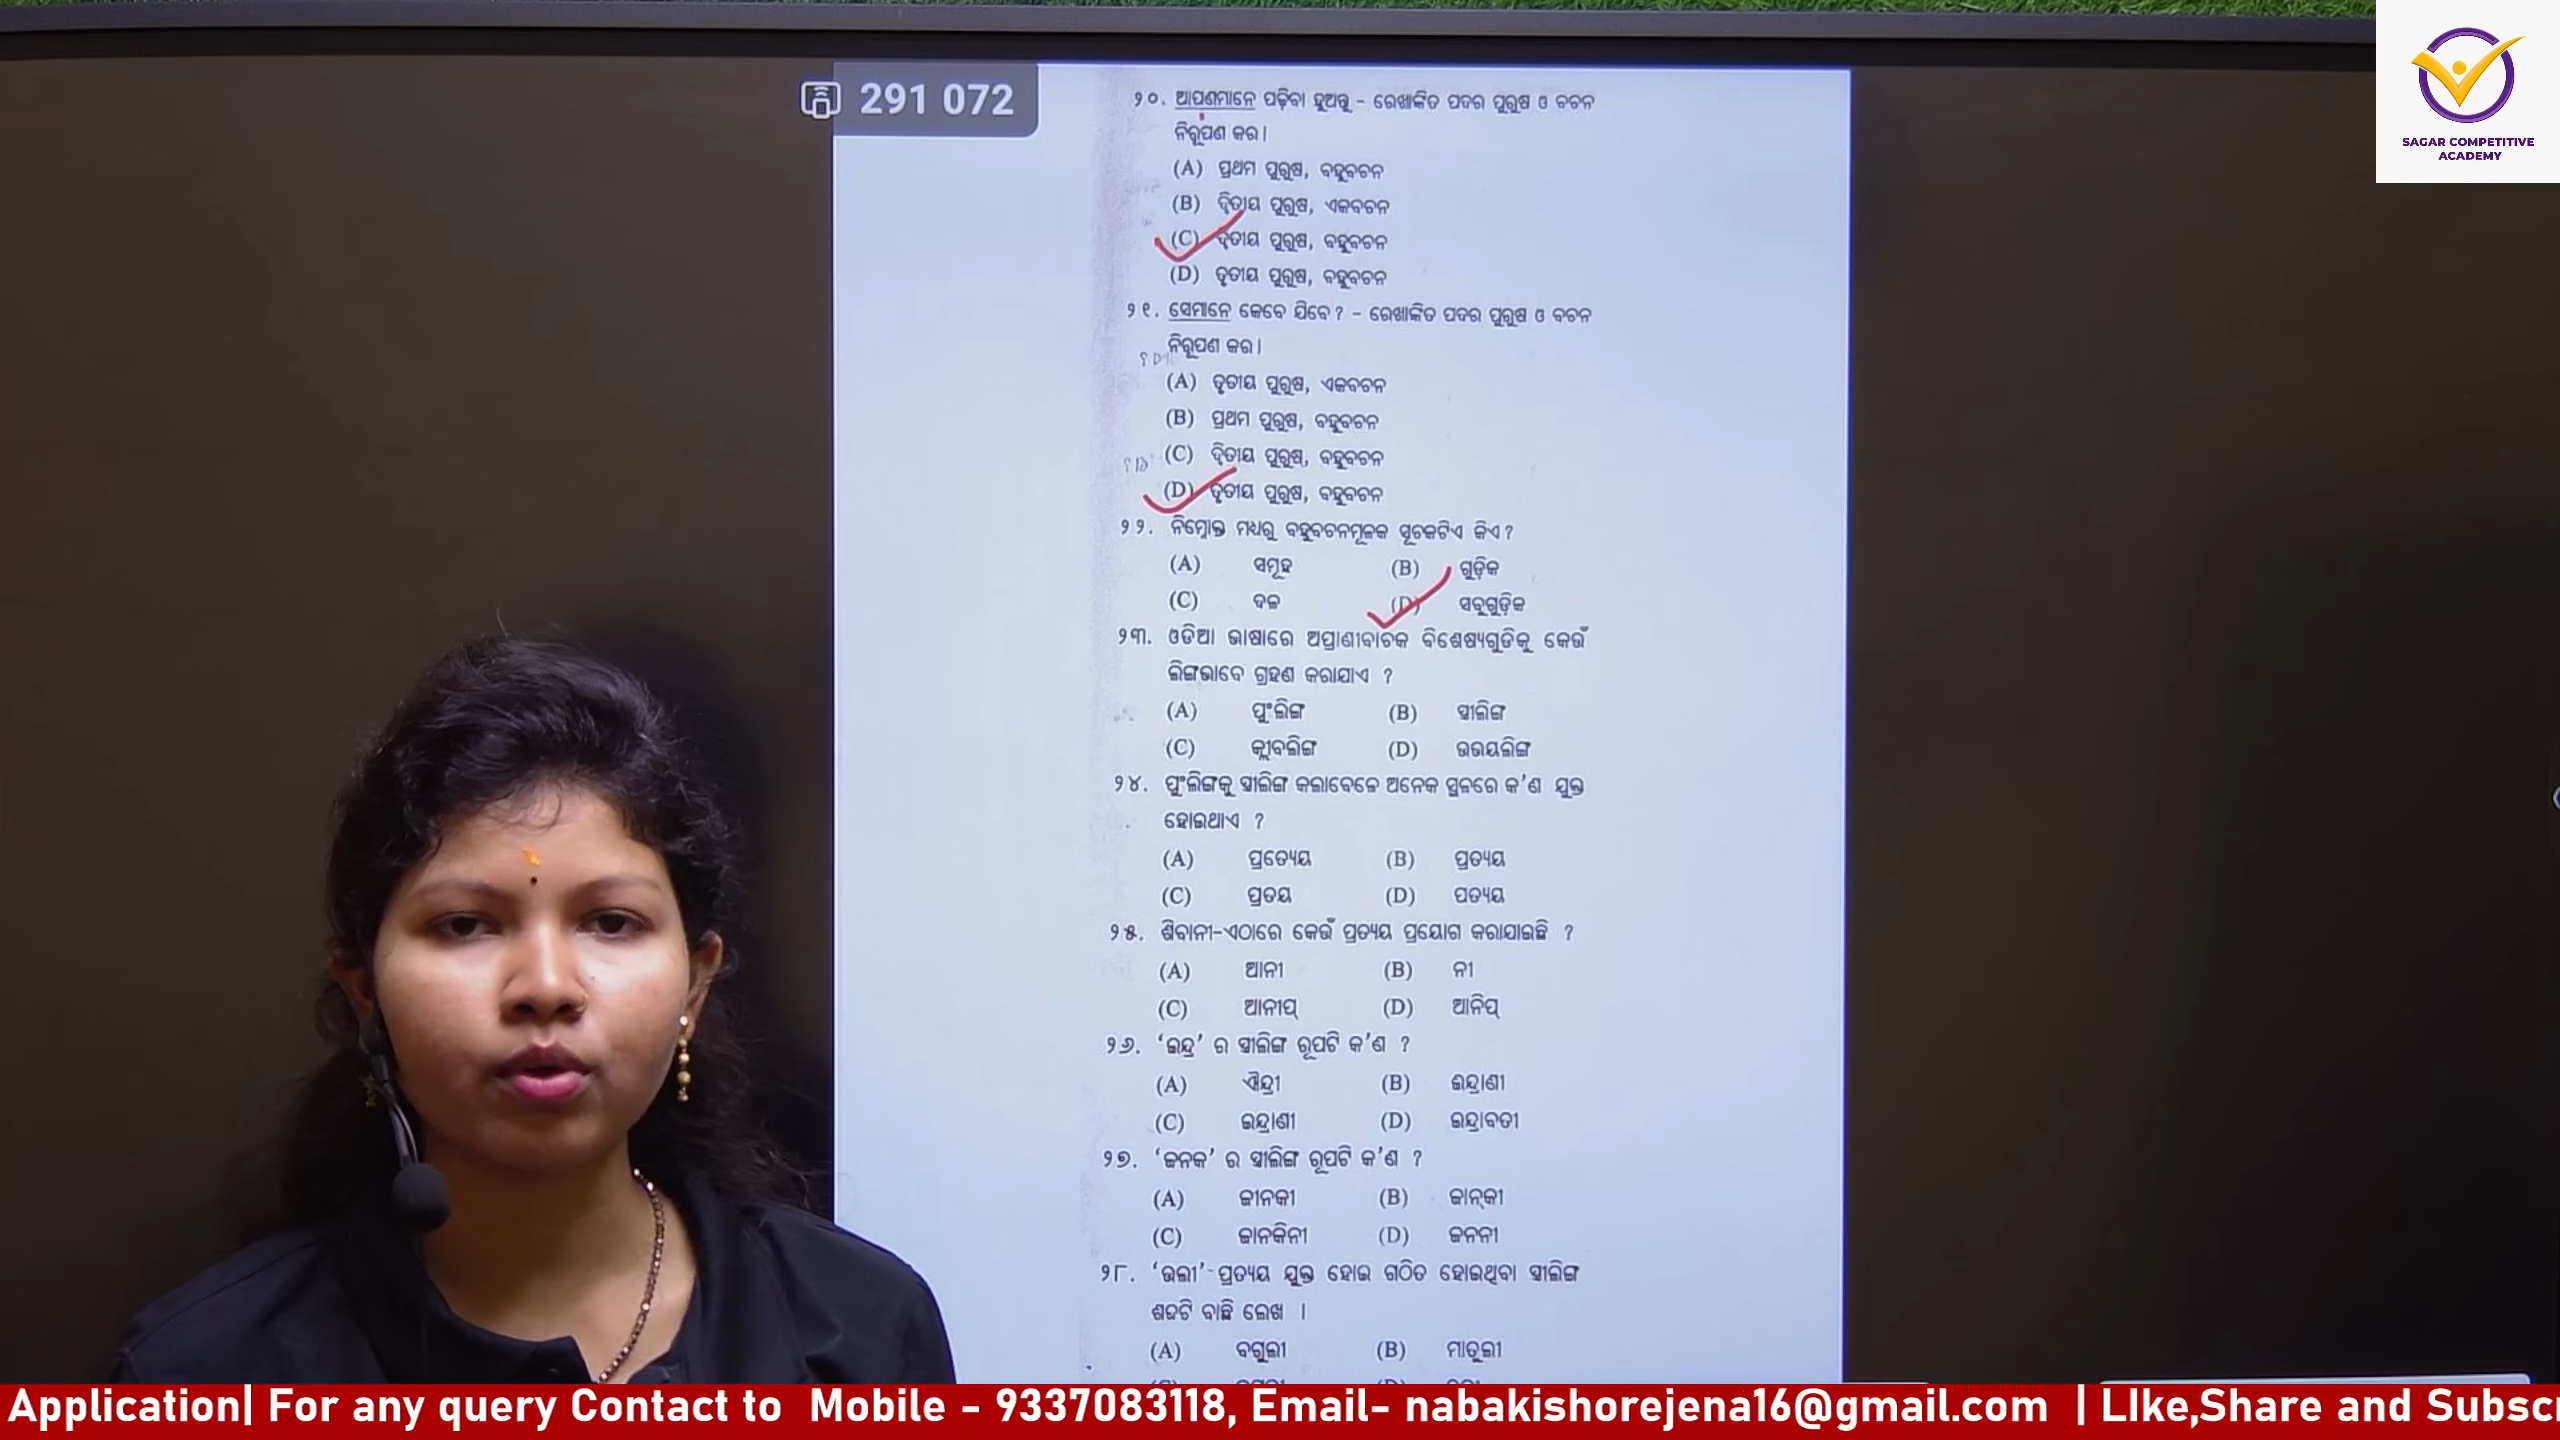 291 072
SAGAR COMPETITIVE
ACADEMY
୨୦. ଆପଣମାନେ ପଢ଼ିବା ହୁଅନ୍ତୁ – ରେଖାଙ୍କିତ ପଦର ପୁରୁଷ ଓ ବଚନ
ନିରୂପଣ କର।
(A) ପ୍ରଥମ ପୁରୁଷ, ବହୁବଚନ
(B) ଦ୍ୱିତୀୟ ପୁରୁଷ, ଏକବଚନ
(C) ଦ୍ୱିତୀୟ ପୁରୁଷ, ବହୁବଚନ
(D) ତୃତୀୟ ପୁରୁଷ, ବହୁବଚନ
୨୧. ସେମାନେ କେବେ ଯିବେ? – ରେଖାଙ୍କିତ ପଦର ପୁରୁଷ ଓ ବଚନ
ନିରୂପଣ କର।
(A) ତୃତୀୟ ପୁରୁଷ, ଏକବଚନ
(B) ପ୍ରଥମ ପୁରୁଷ, ବହୁବଚନ
(C) ଦ୍ୱିତୀୟ ପୁରୁଷ, ବହୁବଚନ
(D) ତୃତୀୟ ପୁରୁଷ, ବହୁବଚନ
୨୨. ନିମ୍ନୋକ୍ତ ମଧ୍ୟରୁ ବହୁବଚନମୂଳକ ସୂଚକଟିଏ କିଏ?
(A) ସମୂହ (B) ଗୁଡ଼ିକ
(C) ଦଳ (D) ସବୁଗୁଡ଼ିକ
୨୩. ଓଡିଆ ଭାଷାରେ ଅପ୍ରାଣୀବାଚକ ବିଶେଷ୍ୟଗୁଡିକୁ କେଉଁ
ଲିଙ୍ଗଭାବେ ଗ୍ରହଣ କରାଯାଏ ?
(A) ପୁଂଲିଙ୍ଗ (B) ସ୍ତ୍ରୀଲିଙ୍ଗ
(C) କ୍ଲୀବଲିଙ୍ଗ (D) ଉଭୟଲିଙ୍ଗ
୨୪. ପୁଂଲିଙ୍ଗକୁ ସ୍ତ୍ରୀଲିଙ୍ଗ କଲାବେଳେ ଅନେକ ସ୍ଥଳରେ କ'ଣ ଯୁକ୍ତ
ହୋଇଥାଏ ?
(A) ପ୍ରତ୍ୟେୟ (B) ପ୍ରତ୍ୟୟ
(C) ପ୍ରତୟ (D) ପତ୍ୟୟ
୨୫. ଶିବାନୀ-ଏଠାରେ କେଉଁ ପ୍ରତ୍ୟୟ ପ୍ରୟୋଗ କରାଯାଇଛି ?
(A) ଆନୀ (B) ନୀ
(C) ଆନୀପ୍ (D) ଆନିପ୍
୨୬. 'ଇନ୍ଦ୍ର' ର ସ୍ତ୍ରୀଲିଙ୍ଗ ରୂପଟି କ'ଣ ?
(A) ଐନ୍ଦ୍ରୀ (B) ଈନ୍ଦ୍ରାଣୀ
(C) ଇନ୍ଦ୍ରାଣୀ (D) ଇନ୍ଦ୍ରାବତୀ
୨୭. 'ଜନକ' ର ସ୍ତ୍ରୀଲିଙ୍ଗ ରୂପଟି କ'ଣ ?
(A) ଜୀନକୀ (B) ଜାନ୍‌କୀ
(C) ଜାନକିନୀ (D) ଜନନୀ
୨୮. 'ଉଲୀ'-ପ୍ରତ୍ୟୟ ଯୁକ୍ତ ହୋଇ ଗଠିତ ହୋଇଥିବା ସ୍ତ୍ରୀଲିଙ୍ଗ
ଶବ୍ଦଟି ବାଛି ଲେଖ ।
(A) ବଗୁଲୀ (B) ମାତୁଲୀ
Application| For any query Contact to Mobile - 9337083118, Email- nabakishorejena16@gmail.com | LIke,Share and Subscr